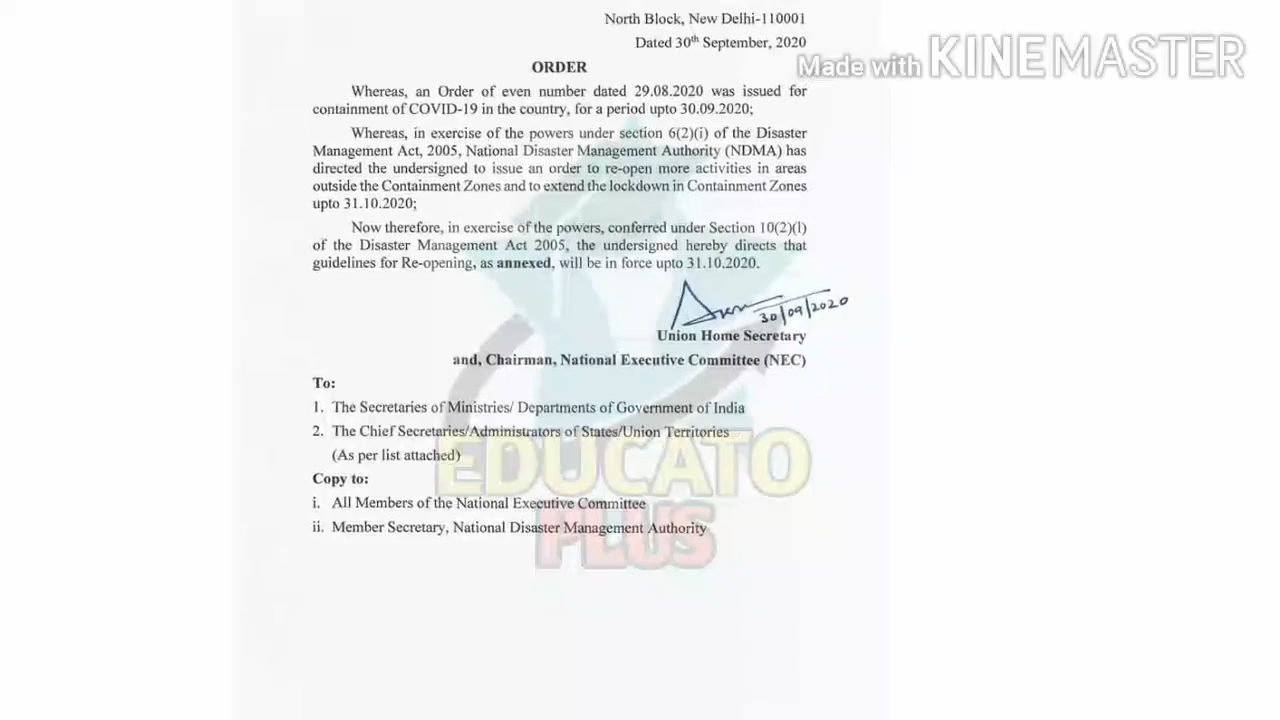 North Block, New Delhi-110001
Dated 30th September, 2020
Made with KINEMASTER
ORDER
Whereas, an Order of even number dated 29.08.2020 was issued for
containment of COVID-19 in the country, for a period upto 30.09.2020;
Whereas, in exercise of the powers under section 6(2)(i) of the Disaster
Management Act, 2005, National Disaster Management Authority (NDMA) has
directed the undersigned to issue an order to re-open more activities in areas
outside the Containment Zones and to extend the lockdown in Containment Zones
upto 31.10.2020;
Now therefore, in exercise of the powers, conferred under Section 10(2)(l)
of the Disaster Management Act 2005, the undersigned hereby directs that
guidelines for Re-opening, as annexed, will be in force upto 31.10.2020.
30/09/2020
Union Home Secretary
and, Chairman, National Executive Committee (NEC)
To:
1. The Secretaries of Ministries/ Departments of Government of India
2. The Chief Secretaries/Administrators of States/Union Territories
(As per list attached)
Copy to:
i. All Members of the National Executive Committee
ii. Member Secretary, National Disaster Management Authority
EDUCATO
PLUS